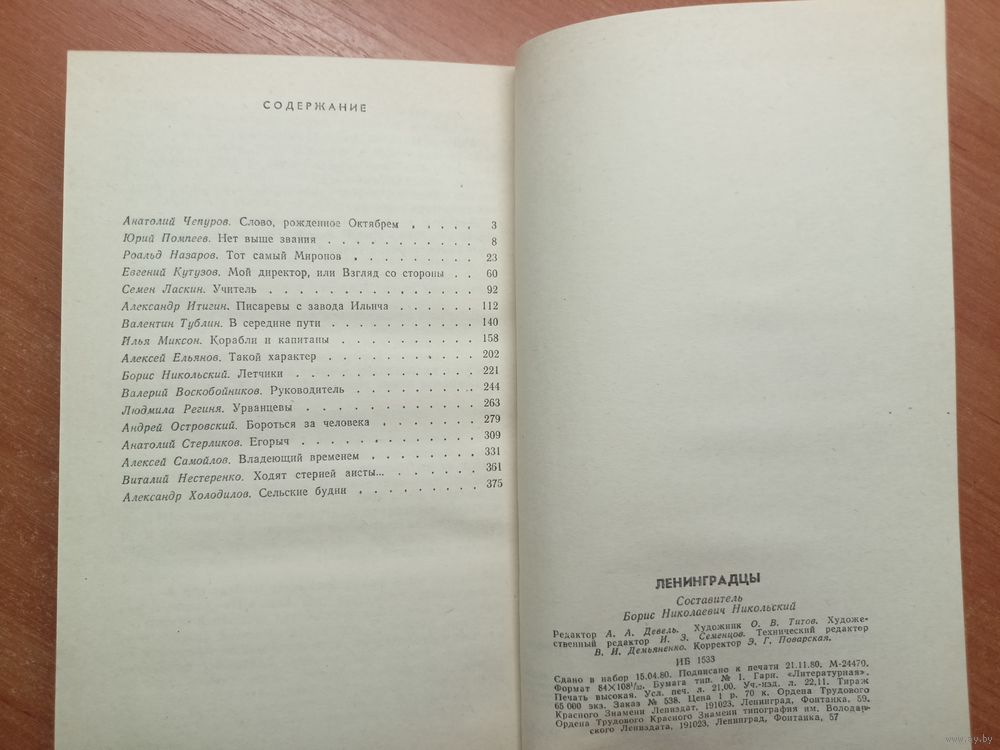 СОДЕРЖАНИЕ
Анатолий Чепуров. Слово, рожденное Октябрем . . . . . 3
Юрий Помпеев. Нет выше звания . . . . . . . . . . . 8
Роальд Назаров. Тот самый Миронов . . . . . . . . . 23
Евгений Кутузов. Мой директор, или Взгляд со стороны . . 60
Семен Ласкин. Учитель . . . . . . . . . . . . . . . 92
Александр Итигин. Писаревы с завода Ильича . . . . . . 112
Валентин Тублин. В середине пути . . . . . . . . . . . 140
Илья Миксон. Корабли и капитаны . . . . . . . . . . 158
Алексей Ельянов. Такой характер . . . . . . . . . . . 202
Борис Никольский. Летчики . . . . . . . . . . . . . 221
Валерий Воскобойников. Руководитель . . . . . . . . . 244
Людмила Региня. Урванцевы . . . . . . . . . . . . 263
Андрей Островский. Бороться за человека . . . . . . . 279
Анатолий Стерликов. Егорыч . . . . . . . . . . . . 309
Алексей Самойлов. Владеющий временем . . . . . . . . 331
Виталий Нестеренко. Ходят стерней аисты... . . . . . . 361
Александр Холодилов. Сельские будни . . . . . . . . . 375
ЛЕНИНГРАДЦЫ
Составитель
Борис Николаевич Никольский
Редактор А. А. Девель. Художник О. В. Титов. Художе-
ственный редактор И. З. Семенцов. Технический редактор
В. И. Демьяненко. Корректор Э. Г. Поварская.
ИБ 1533
Сдано в набор 15.04.80. Подписано к печати 21.11.80. М-24470.
Формат 84×108¹/₃₂. Бумага тип. № 1. Гарн. «Литературная».
Печать высокая. Усл. печ. л. 21,00. Уч.-изд. л. 22,11. Тираж
65 000 экз. Заказ № 538. Цена 1 р. 70 к. Ордена Трудового
Красного Знамени Лениздат, 191023, Ленинград, Фонтанка, 59.
Ордена Трудового Красного Знамени типография им. Володар-
ского Лениздата, 191023, Ленинград, Фонтанка, 57
www.ay.by